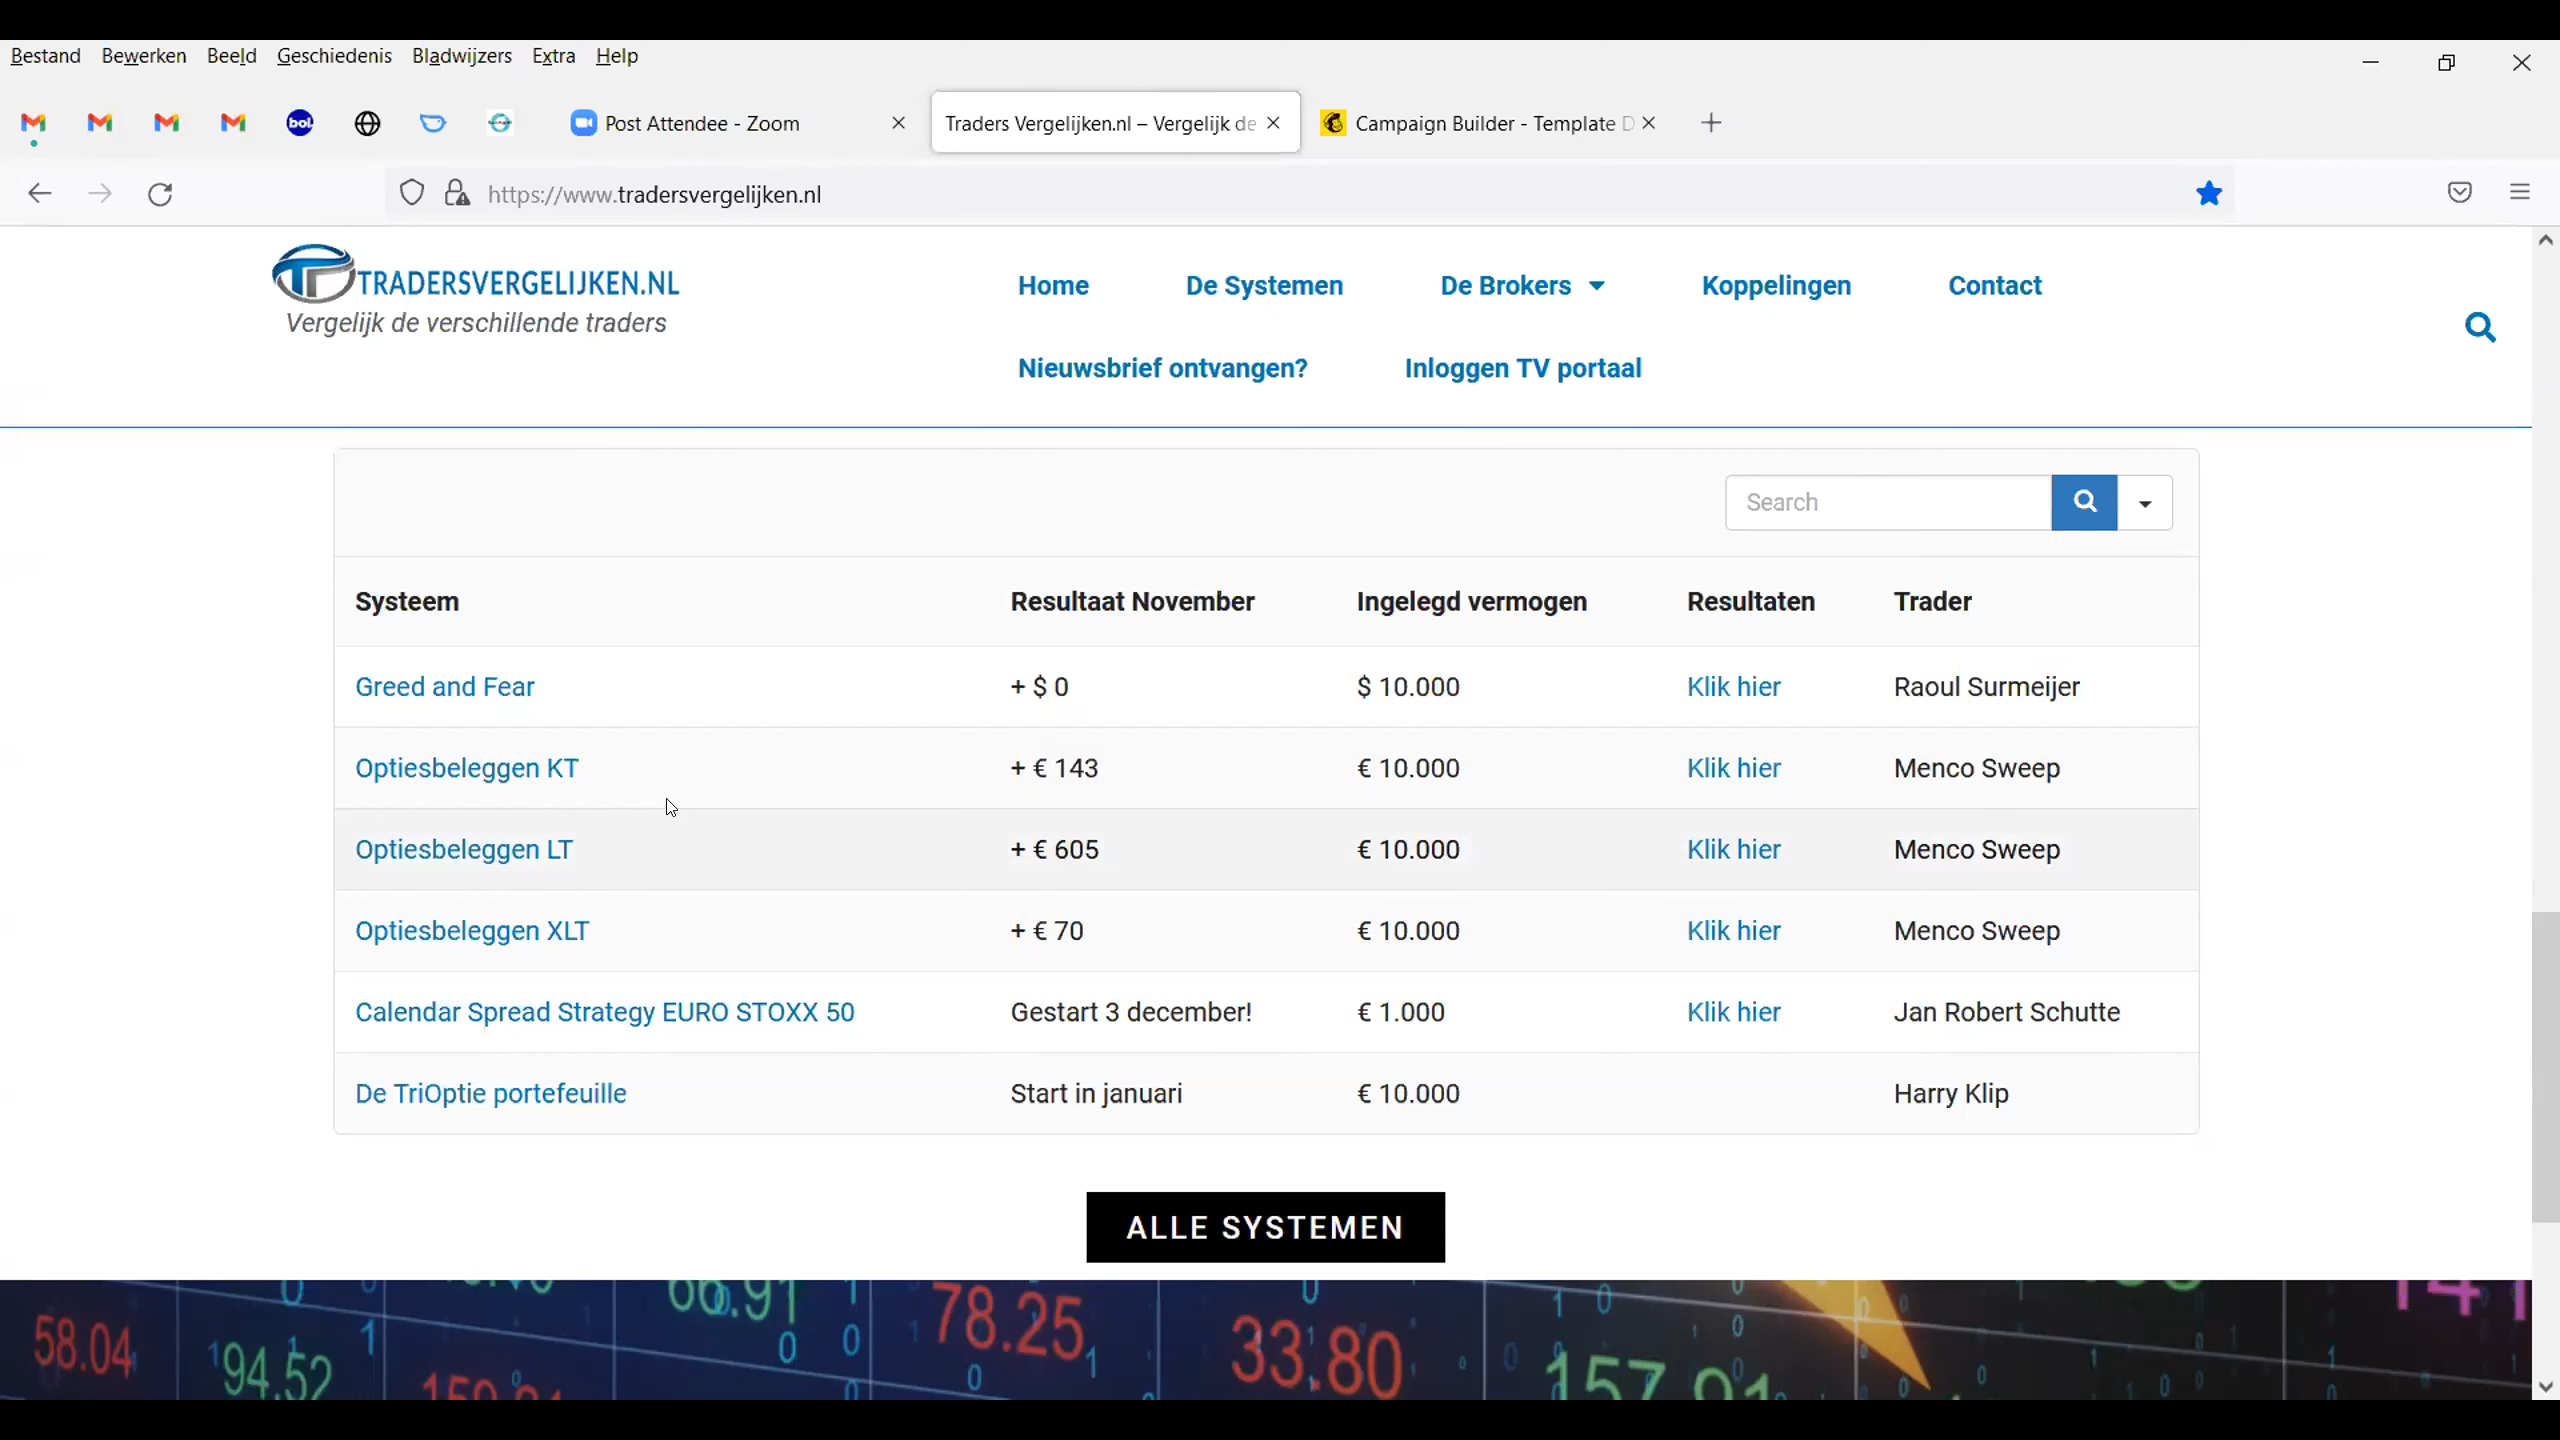 Bestand Bewerken Beeld Geschiedenis Bladwijzers Extra Help
bol. Post Attendee - Zoom Traders Vergelijken.nl – Vergelijk de Campaign Builder - Template D
https://www.tradersvergelijken.nl
TRADERSVERGELIJKEN.NL
Vergelijk de verschillende traders
Home De Systemen De Brokers Koppelingen Contact
Nieuwsbrief ontvangen? Inloggen TV portaal
Search
Systeem Resultaat November Ingelegd vermogen Resultaten Trader
Greed and Fear + $ 0 $ 10.000 Klik hier Raoul Surmeijer
Optiesbeleggen KT + € 143 € 10.000 Klik hier Menco Sweep
Optiesbeleggen LT + € 605 € 10.000 Klik hier Menco Sweep
Optiesbeleggen XLT + € 70 € 10.000 Klik hier Menco Sweep
Calendar Spread Strategy EURO STOXX 50 Gestart 3 december! € 1.000 Klik hier Jan Robert Schutte
De TriOptie portefeuille Start in januari € 10.000 Harry Klip
ALLE SYSTEMEN
66.91 78.25
58.04 94.52 33.80